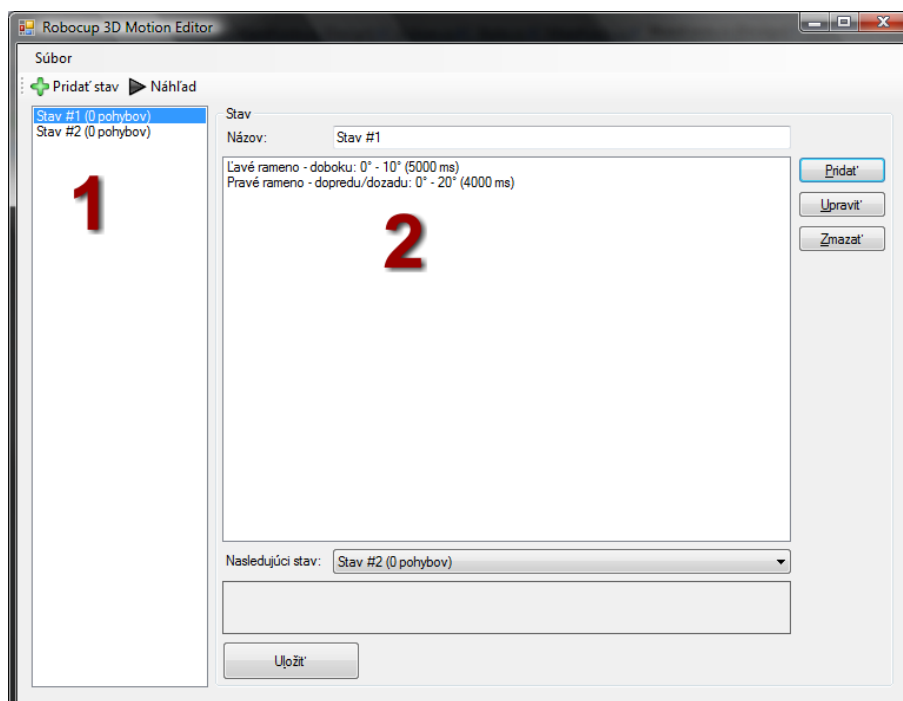 Robocup 3D Motion Editor
Súbor
Pridať stav Náhľad
Stav #1 (0 pohybov)
Stav #2 (0 pohybov)
1
Stav
Názov: Stav #1
Ľavé rameno - doboku: 0° - 10° (5000 ms)
Pravé rameno - dopredu/dozadu: 0° - 20° (4000 ms)
2
Pridať
Upraviť
Zmazať
Nasledujúci stav: Stav #2 (0 pohybov)
Uložiť